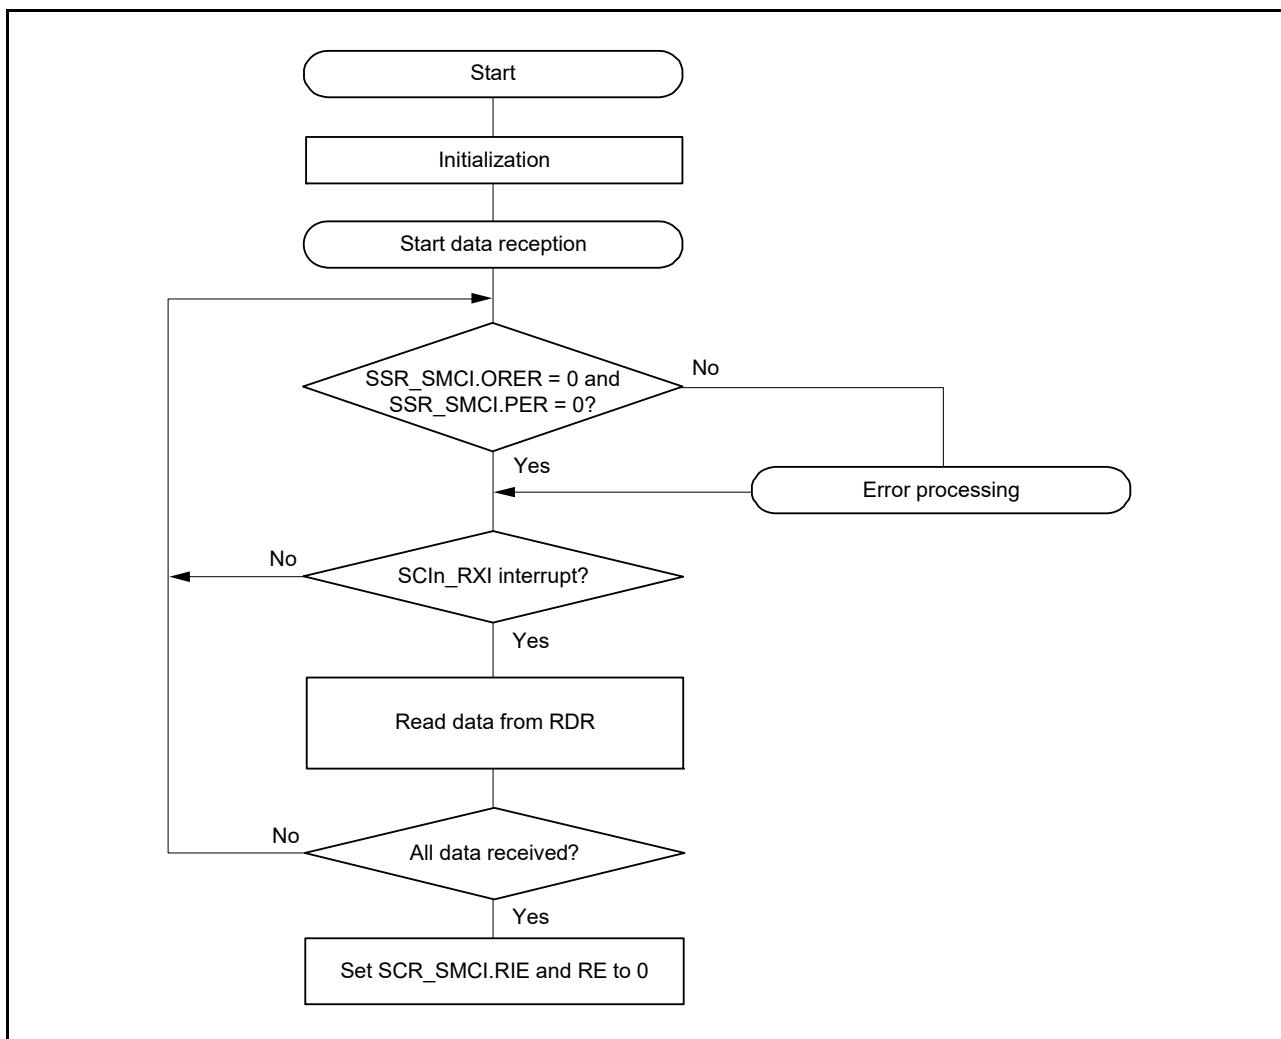 Start
Initialization
Start data reception
SSR_SMCI.ORER = 0 and
SSR_SMCI.PER = 0?
No
Yes
Error processing
No
SCIn_RXI interrupt?
Yes
Read data from RDR
No
All data received?
Yes
Set SCR_SMCI.RIE and RE to 0